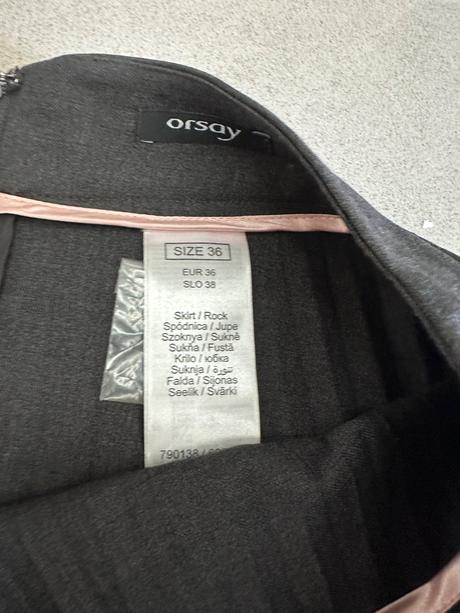 orsay
SIZE 36
EUR 36
SLO 38
Skirt / Rock
Spódnica / Jupe
Szoknya / Sukně
Sukňa / Fustă
Krilo / юбка
Suknja / تنورة
Falda / Sijonas
Seelik / Svārki
790138 /